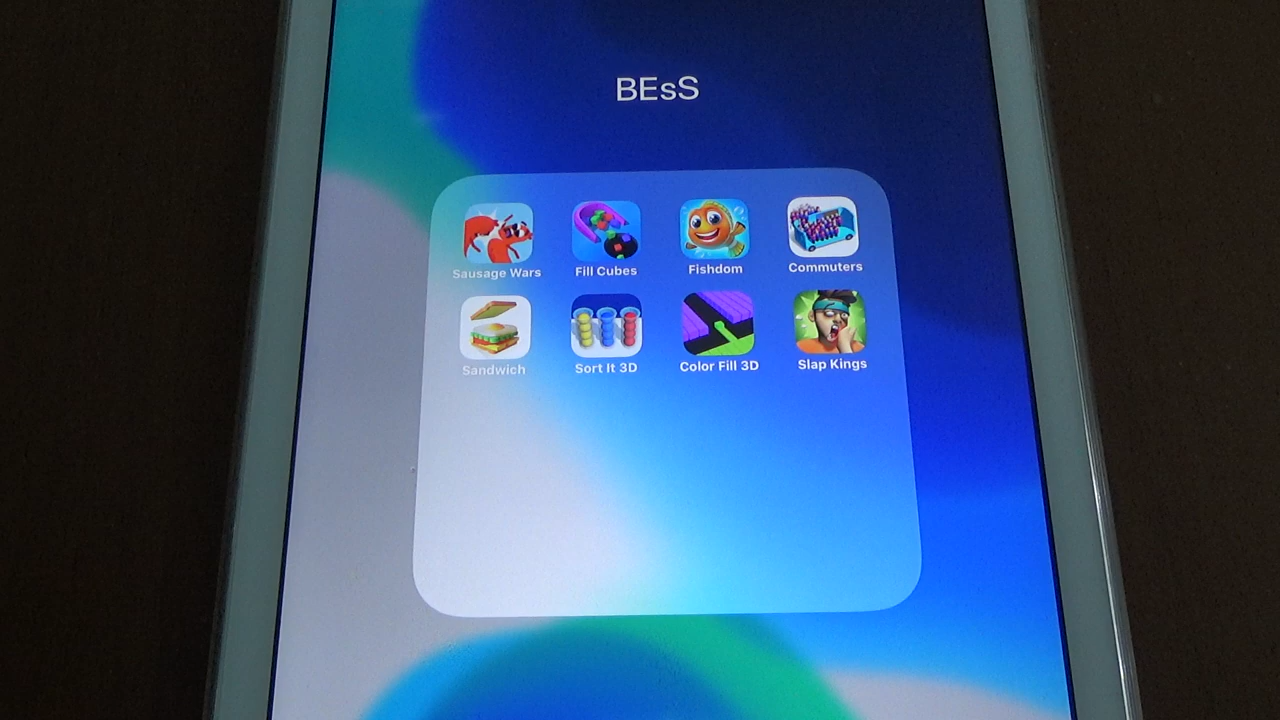 BEsS
Sausage Wars Fill Cubes Fishdom Commuters
Sandwich Sort It 3D Color Fill 3D Slap Kings